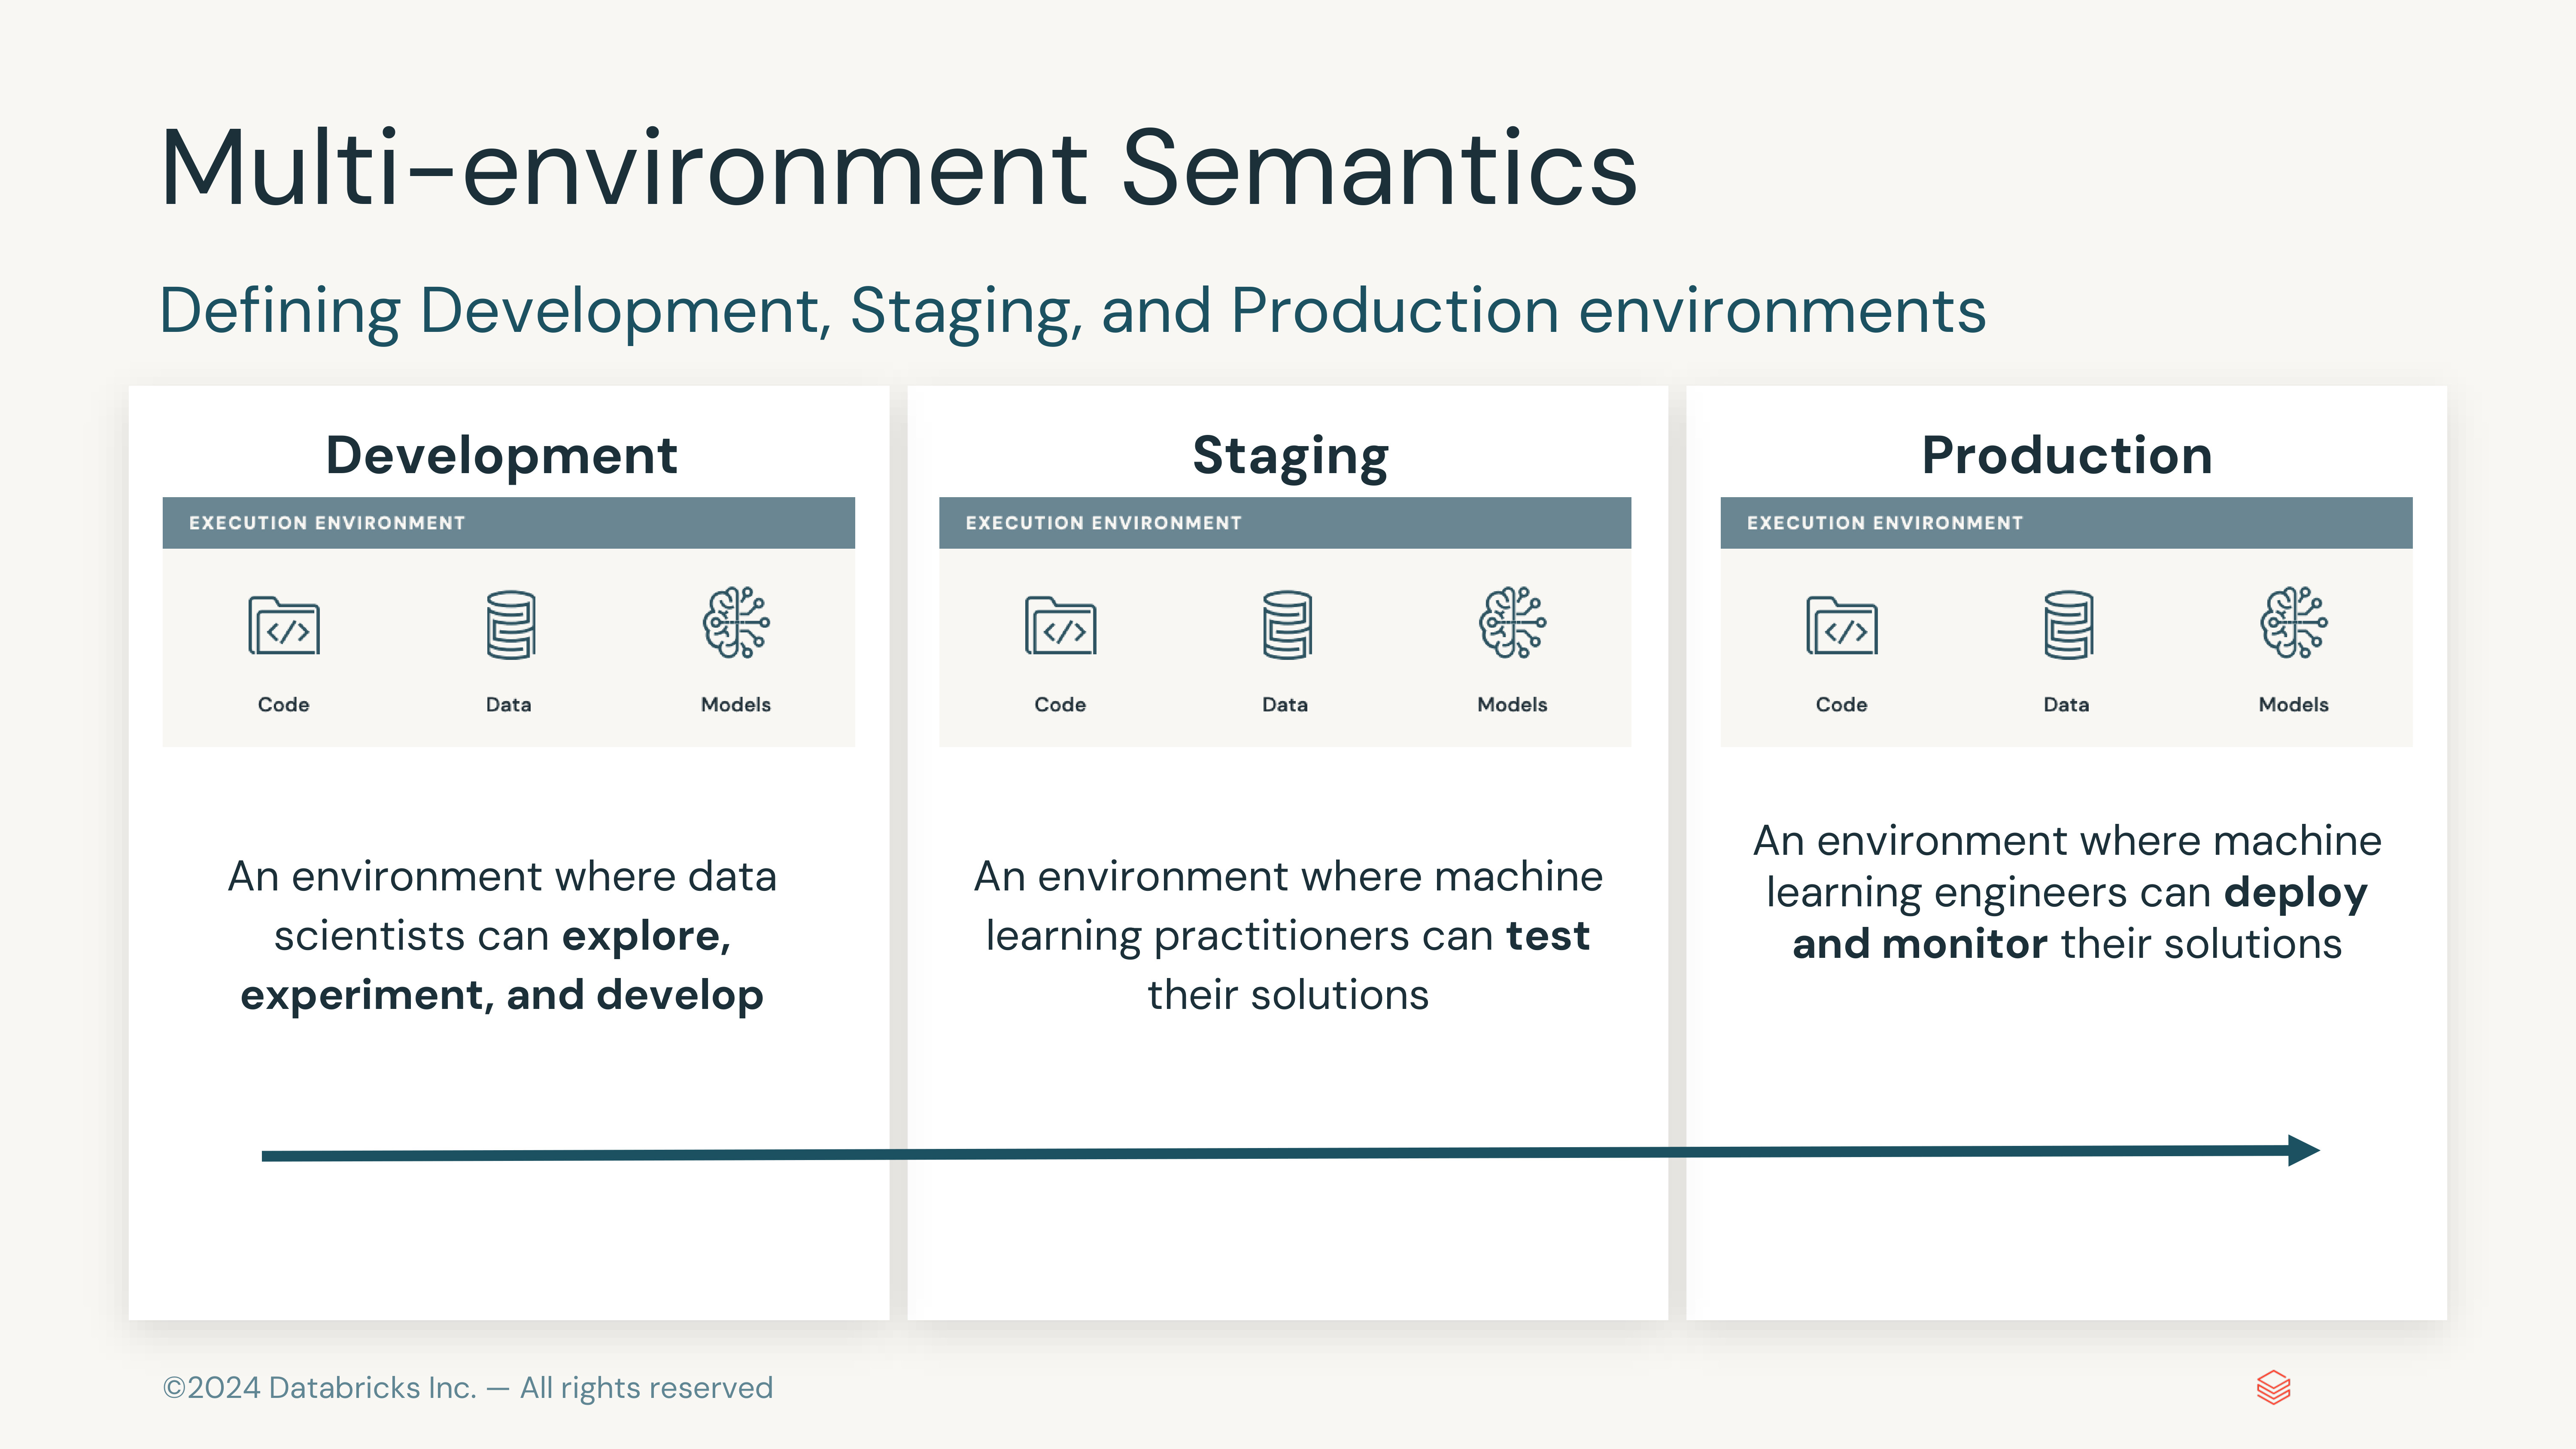 Multi-environment Semantics
Defining Development, Staging, and Production environments
Development
EXECUTION ENVIRONMENT
Code
Data
Models
An environment where data
scientists can explore,
experiment, and develop
Staging
EXECUTION ENVIRONMENT
Code
Data
Models
An environment where machine
learning practitioners can test
their solutions
Production
EXECUTION ENVIRONMENT
Code
Data
Models
An environment where machine
learning engineers can deploy
and monitor their solutions
©2024 Databricks Inc. — All rights reserved